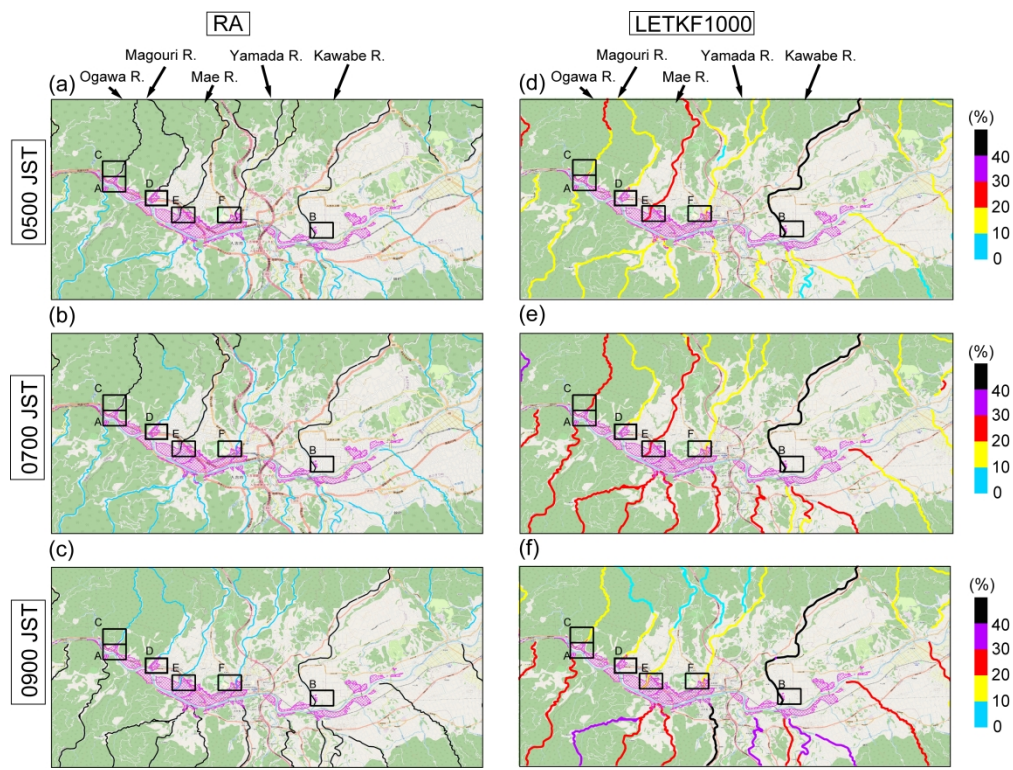 RA
LETKF1000
Magouri R.
Yamada R.
Kawabe R.
Ogawa R.
Mae R.
Magouri R.
Yamada R.
Kawabe R.
Ogawa R.
Mae R.
(a)
(d)
(%)
0500 JST
C
A
D
E
F
B
C
A
D
E
F
B
40
30
20
10
0
(b)
(e)
(%)
0700 JST
C
A
D
E
F
B
C
A
D
E
F
B
40
30
20
10
0
(c)
(f)
(%)
0900 JST
C
A
D
E
F
B
C
A
D
E
F
B
40
30
20
10
0